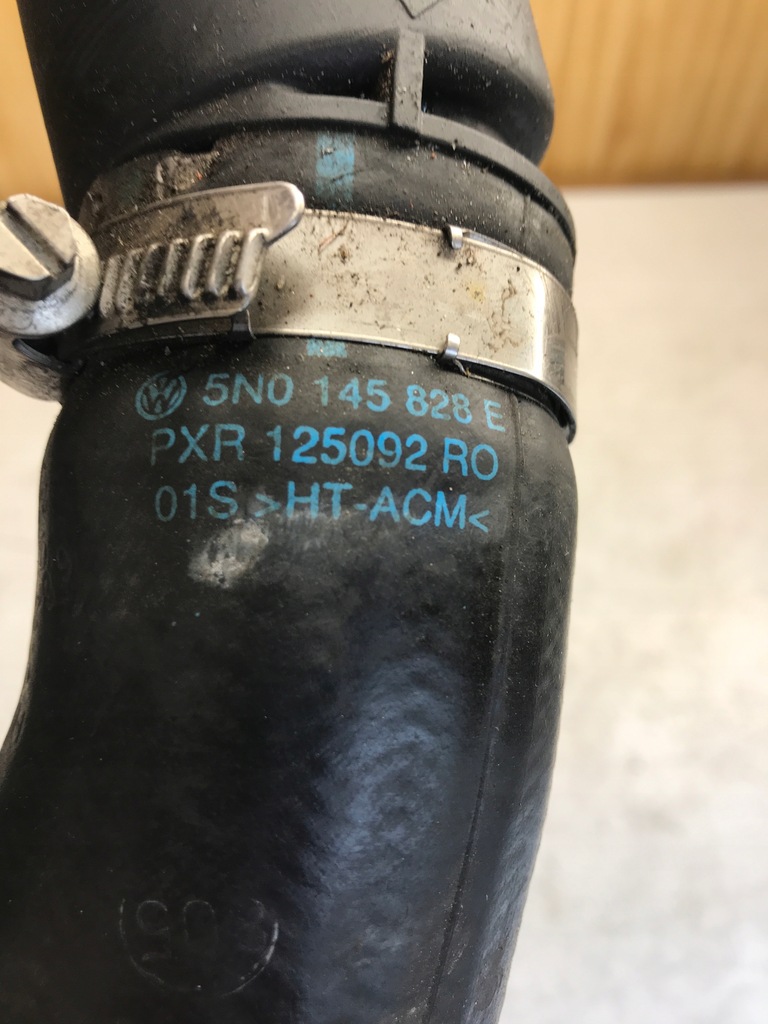 5N0 145 828 E
PXR 125092 RO
01S >HT-ACM<